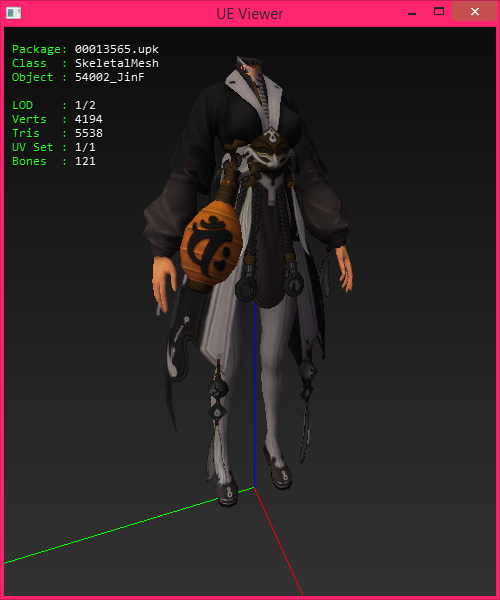 UE Viewer
Package: 00013565.upk
Class : SkeletalMesh
Object : 54002_JinF
LOD : 1/2
Verts : 4194
Tris : 5538
UV Set : 1/1
Bones : 121